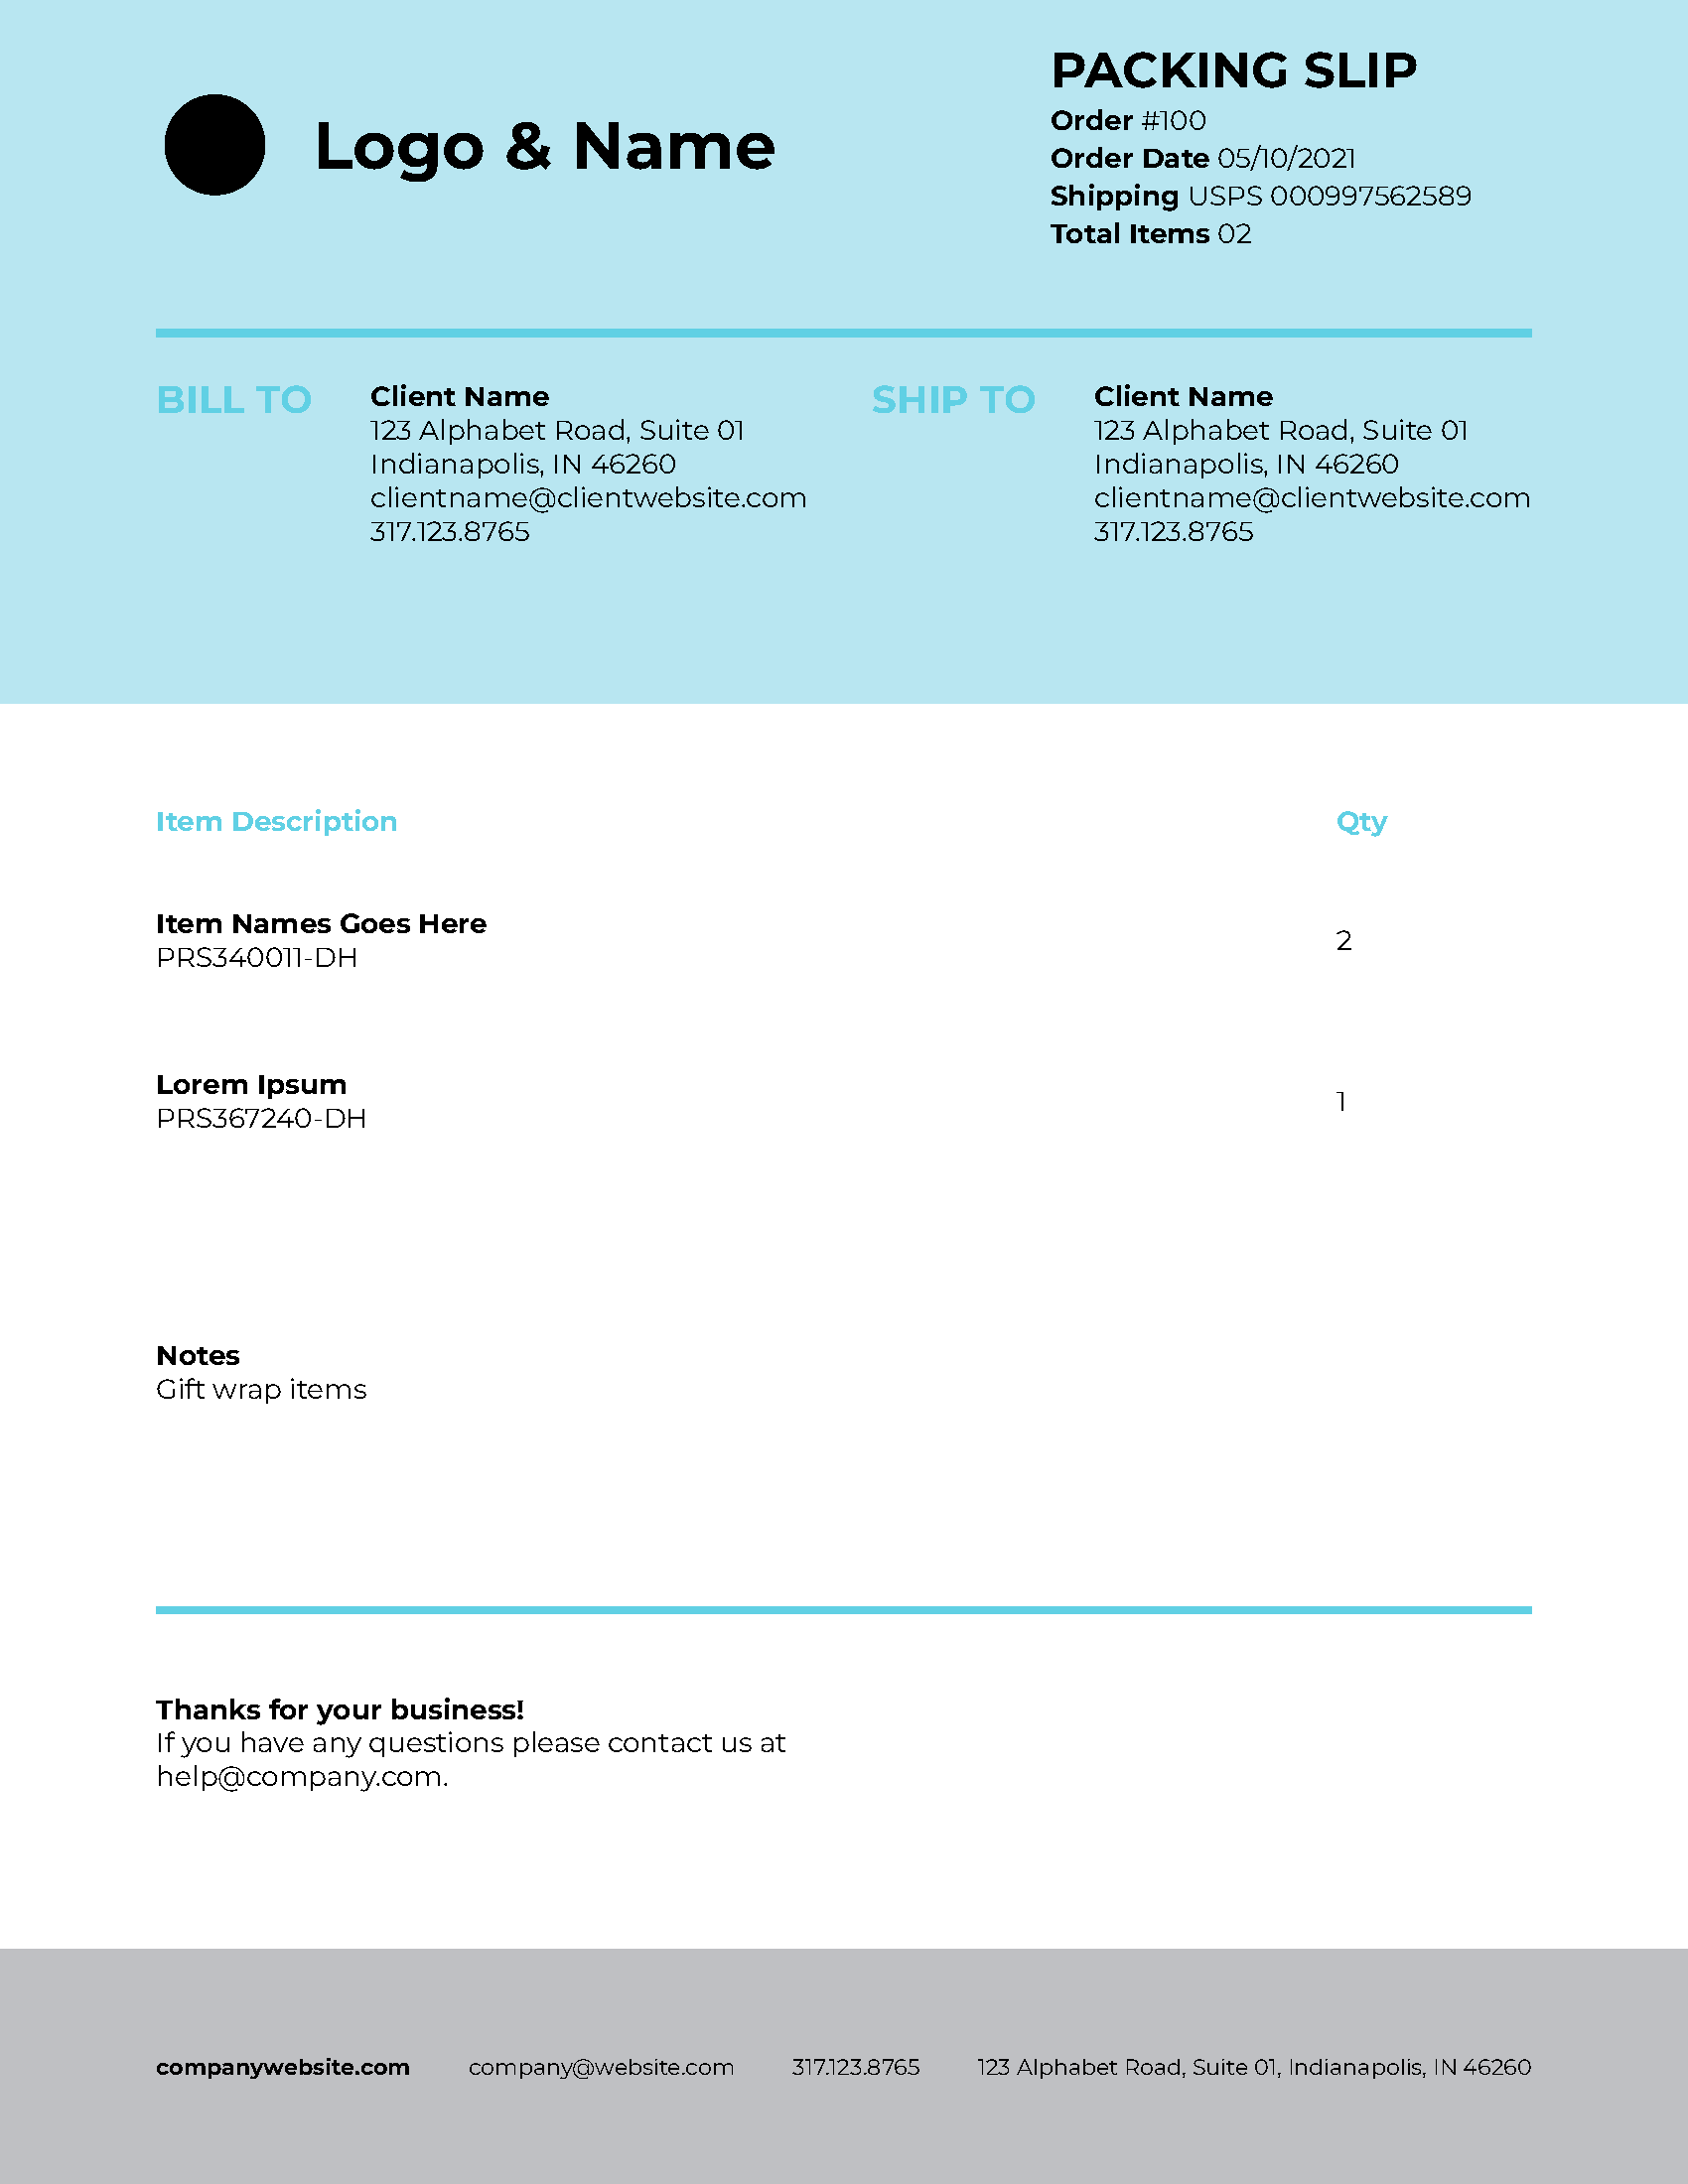 Logo & Name
PACKING SLIP
Order #100
Order Date 05/10/2021
Shipping USPS 000997562589
Total Items 02
BILL TO
Client Name
123 Alphabet Road, Suite 01
Indianapolis, IN 46260
clientname@clientwebsite.com
317.123.8765
SHIP TO
Client Name
123 Alphabet Road, Suite 01
Indianapolis, IN 46260
clientname@clientwebsite.com
317.123.8765
Item Description Qty
Item Names Goes Here
PRS340011-DH
2
Lorem Ipsum
PRS367240-DH
1
Notes
Gift wrap items
Thanks for your business!
If you have any questions please contact us at
help@company.com.
companywebsite.com company@website.com 317.123.8765 123 Alphabet Road, Suite 01, Indianapolis, IN 46260